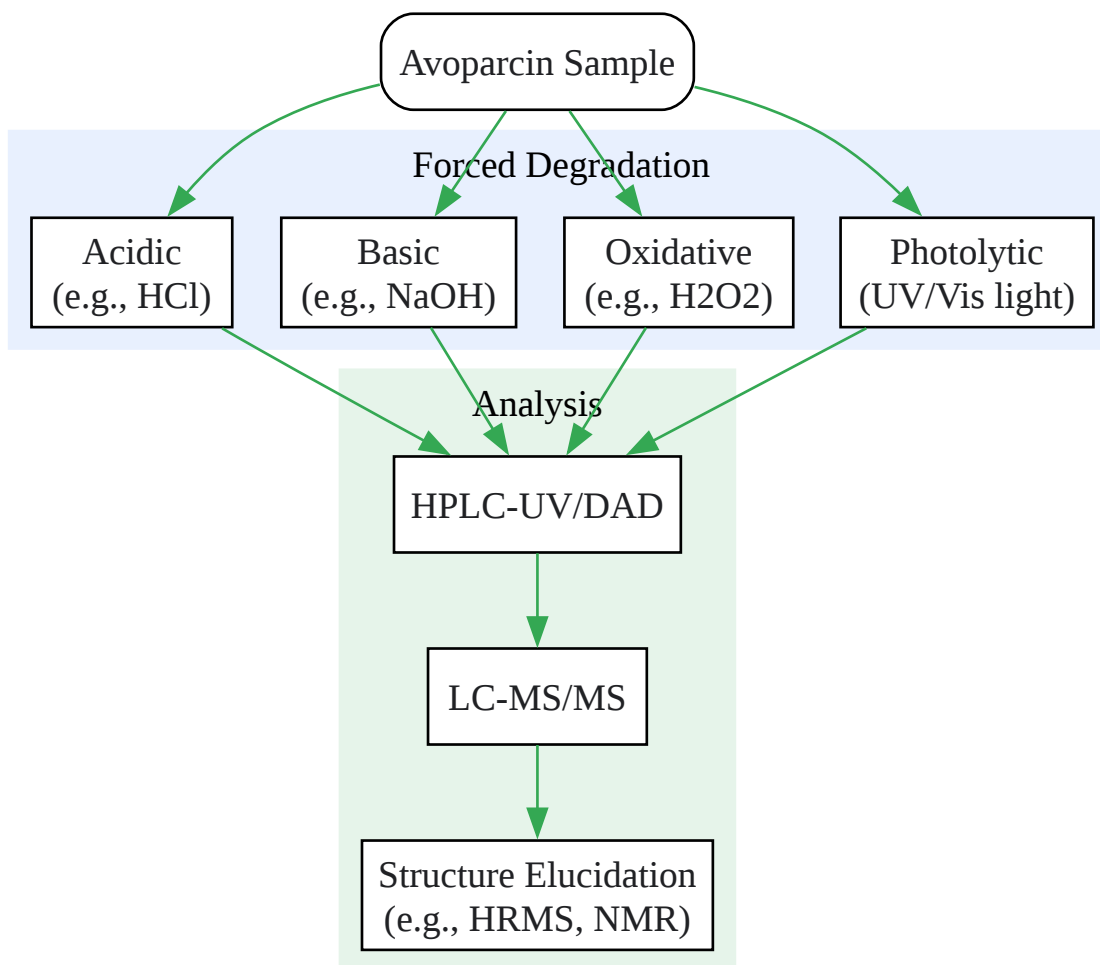 Avoparcin Sample
Forced Degradation
Acidic
(e.g., HCl)
Basic
(e.g., NaOH)
Oxidative
(e.g., H2O2)
Photolytic
(UV/Vis light)
Analysis
HPLC-UV/DAD
LC-MS/MS
Structure Elucidation
(e.g., HRMS, NMR)